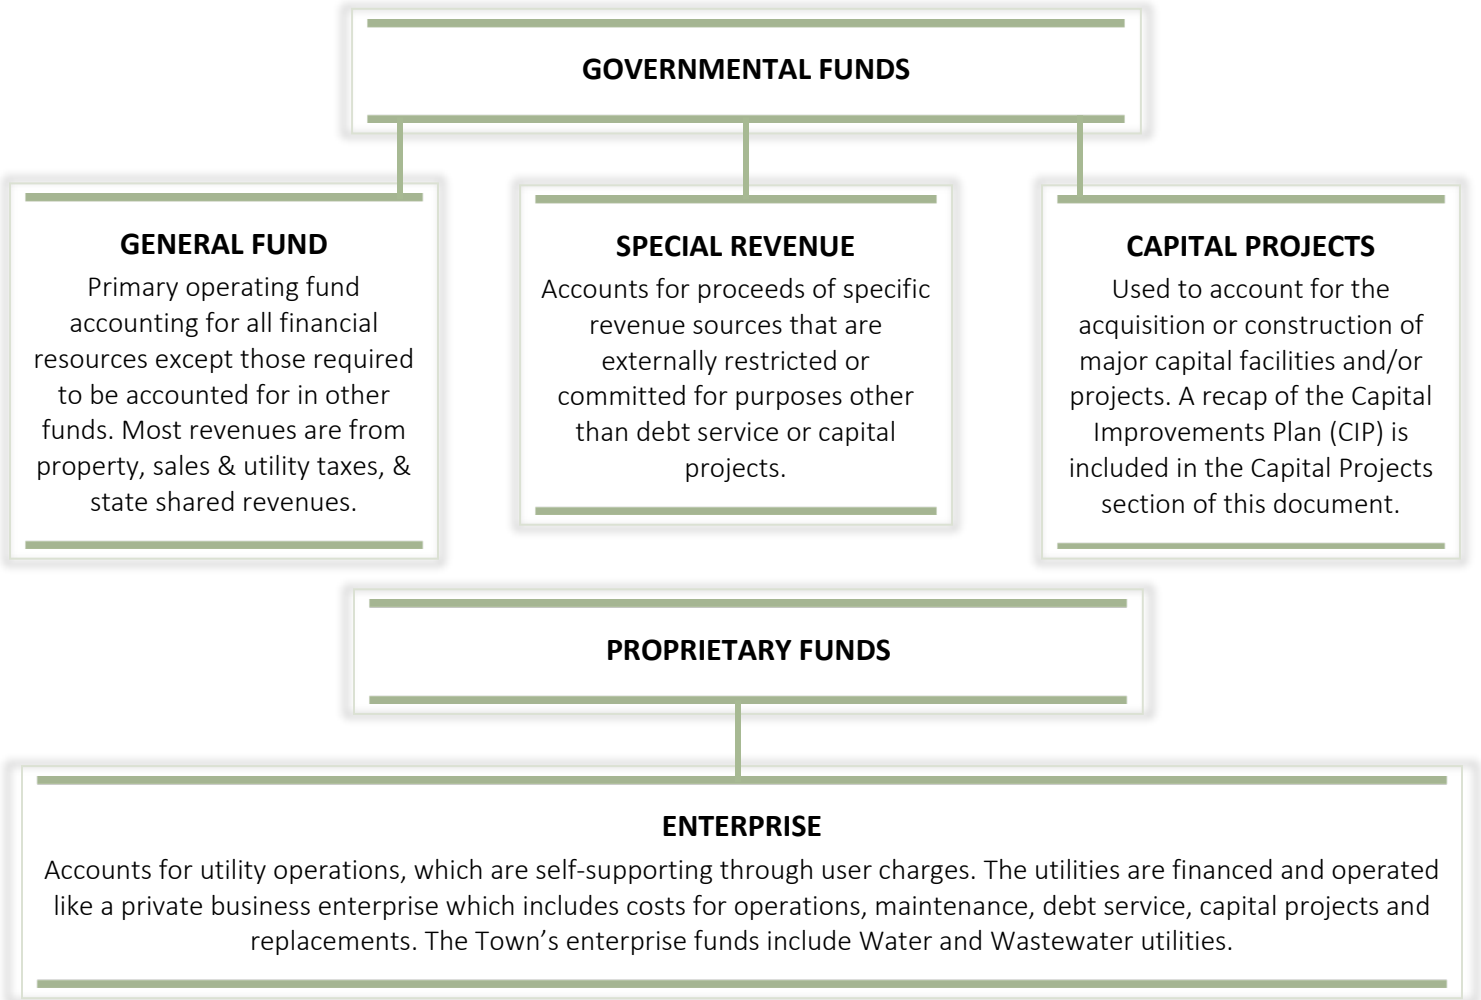 GOVERNMENTAL FUNDS
GENERAL FUND
Primary operating fund
accounting for all financial
resources except those required
to be accounted for in other
funds. Most revenues are from
property, sales & utility taxes, &
state shared revenues.
SPECIAL REVENUE
Accounts for proceeds of specific
revenue sources that are
externally restricted or
committed for purposes other
than debt service or capital
projects.
CAPITAL PROJECTS
Used to account for the
acquisition or construction of
major capital facilities and/or
projects. A recap of the Capital
Improvements Plan (CIP) is
included in the Capital Projects
section of this document.
PROPRIETARY FUNDS
ENTERPRISE
Accounts for utility operations, which are self-supporting through user charges. The utilities are financed and operated
like a private business enterprise which includes costs for operations, maintenance, debt service, capital projects and
replacements. The Town’s enterprise funds include Water and Wastewater utilities.